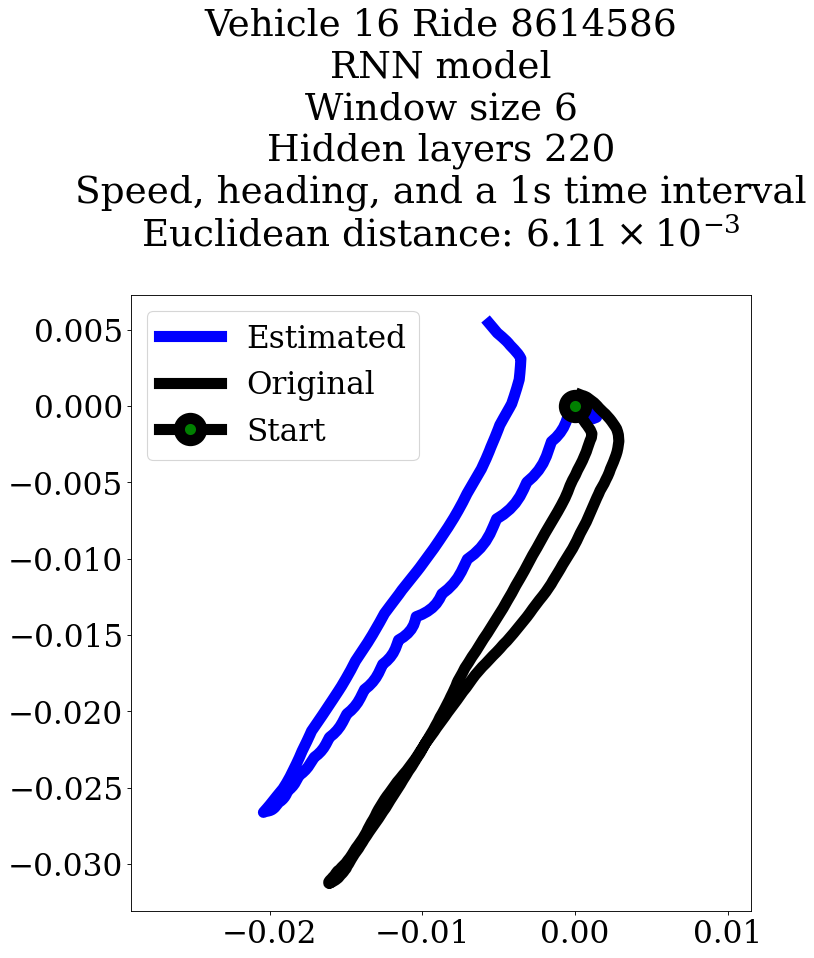 Vehicle 16 Ride 8614586
RNN model
Window size 6
Hidden layers 220
Speed, heading, and a 1s time interval
Euclidean distance: 6.11 × 10⁻³
Estimated
Original
Start
0.005
0.000
−0.005
−0.010
−0.015
−0.020
−0.025
−0.030
−0.02 −0.01 0.00 0.01